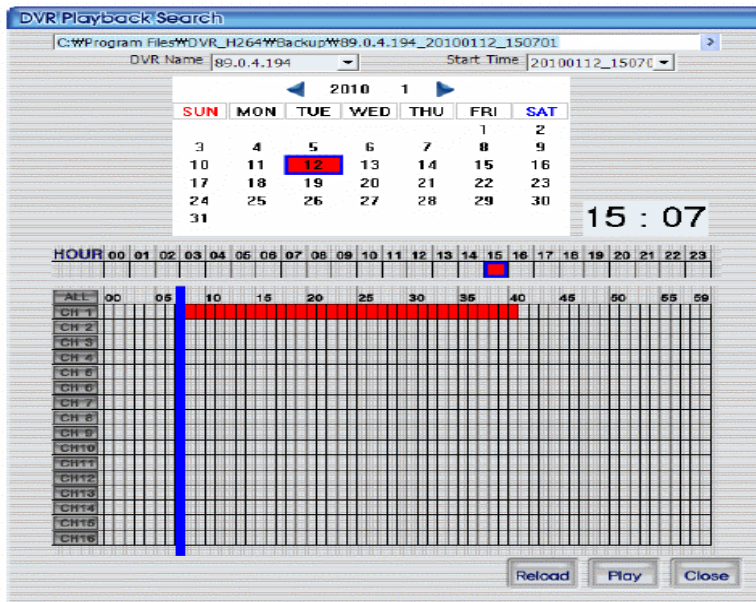 DVR Playback Search
C:₩Program Files₩DVR_H264₩Backup₩89.0.4.194_20100112_150701 >
DVR Name 89.0.4.194 Start Time 20100112_15070
2010 1
SUN MON TUE WED THU FRI SAT
1 2
3 4 5 6 7 8 9
10 11 12 13 14 15 16
17 18 19 20 21 22 23
24 25 26 27 28 29 30
31
15 : 07
HOUR 00 01 02 03 04 05 06 07 08 09 10 11 12 13 14 15 16 17 18 19 20 21 22 23
ALL 00 05 10 15 20 25 30 35 40 45 50 55 59
CH 1
CH 2
CH 3
CH 4
CH 5
CH 6
CH 7
CH 8
CH 9
CH10
CH11
CH12
CH13
CH14
CH15
CH16
Reload Play Close